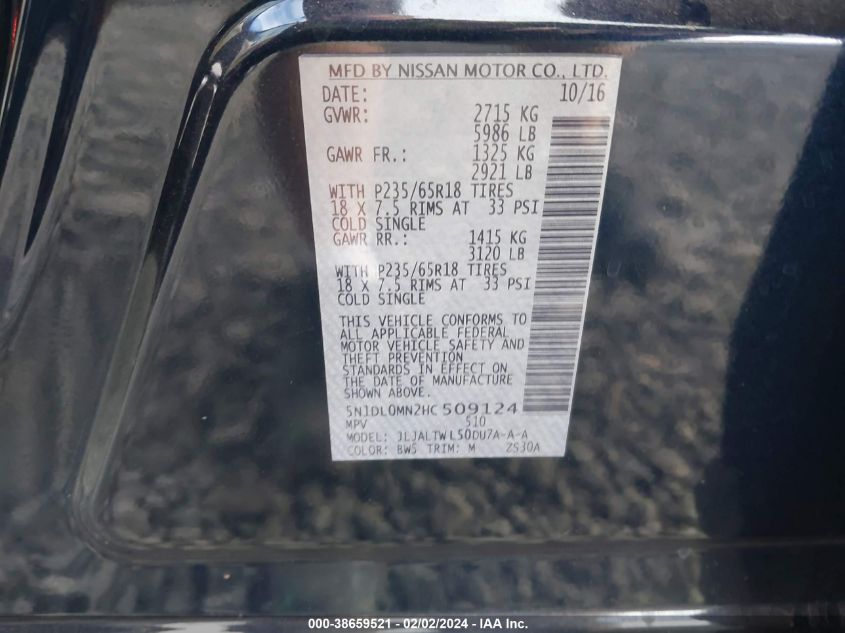 MFD BY NISSAN MOTOR CO., LTD.
DATE: 10/16
GVWR: 2715 KG
5986 LB
GAWR FR.: 1325 KG
2921 LB
WITH P235/65R18 TIRES
18 X 7.5 RIMS AT 33 PSI
COLD SINGLE
GAWR RR.: 1415 KG
3120 LB
WITH P235/65R18 TIRES
18 X 7.5 RIMS AT 33 PSI
COLD SINGLE
THIS VEHICLE CONFORMS TO
ALL APPLICABLE FEDERAL
MOTOR VEHICLE SAFETY AND
THEFT PREVENTION
STANDARDS IN EFFECT ON
THE DATE OF MANUFACTURE
SHOWN ABOVE.
5N1DL0MN2HC509124
MPV 510
MODEL: JLJALTWL50DU7A-A-A
COLOR: BW5 TRIM: M ZS30A
000-38659521 - 02/02/2024 - IAA Inc.